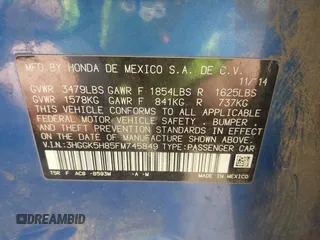 MFD BY HONDA DE MEXICO S.A. DE C.V.
11/14
GVWR 3479LBS GAWR F 1854LBS R 1625LBS
GVWR 1578KG GAWR F 841KG R 737KG
THIS VEHICLE CONFORMS TO ALL APPLICABLE
FEDERAL MOTOR VEHICLE SAFETY AND
THEFT PREVENTION STANDARDS IN EFFECT ON
THE DATE OF MANUFACTURE SHOWN ABOVE.
V.I.N.:3HGGK5H85FM745849 TYPE: PASSENGER CAR
MADE IN MEXICO
DREAMBID